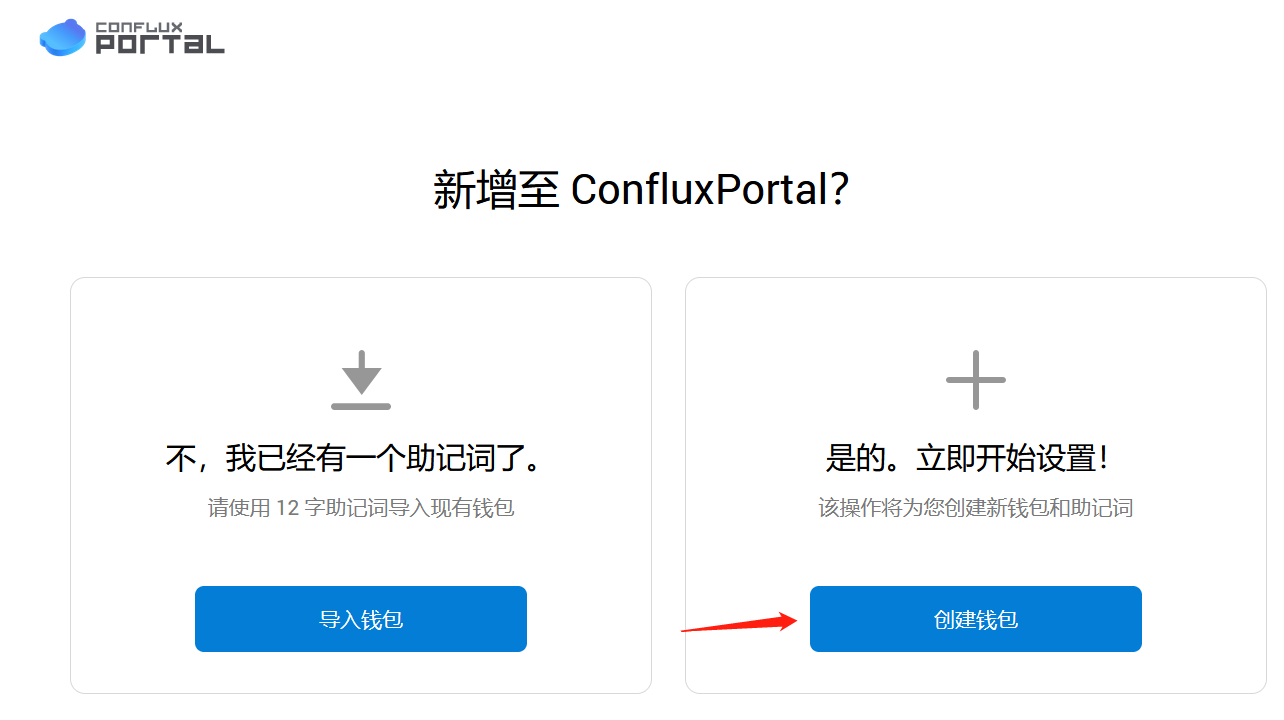 CONFLUX
PORTAL
新增至 ConfluxPortal？
不，我已经有一个助记词了。
请使用 12 字助记词导入现有钱包
导入钱包
是的。立即开始设置！
该操作将为您创建新钱包和助记词
创建钱包